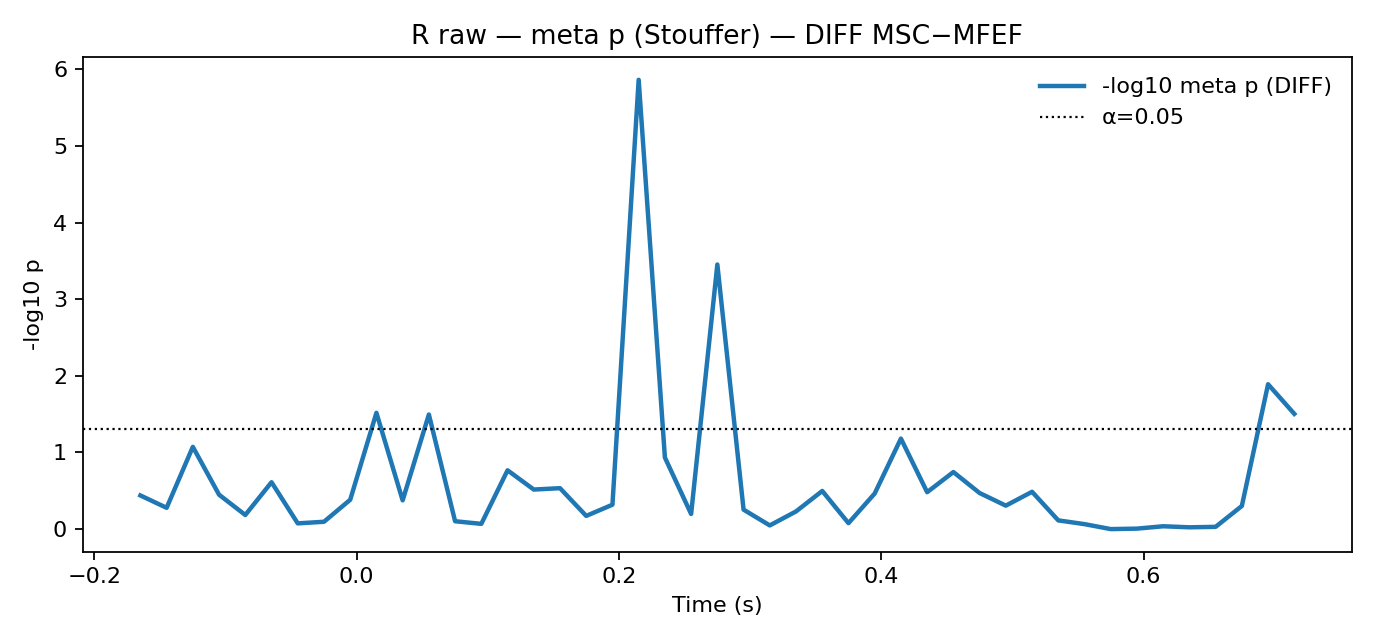 R raw — meta p (Stouffer) — DIFF MSC−MFEF
-log10 meta p (DIFF)
α=0.05
-log10 p
6
5
4
3
2
1
0
−0.2
0.0
0.2
0.4
0.6
Time (s)